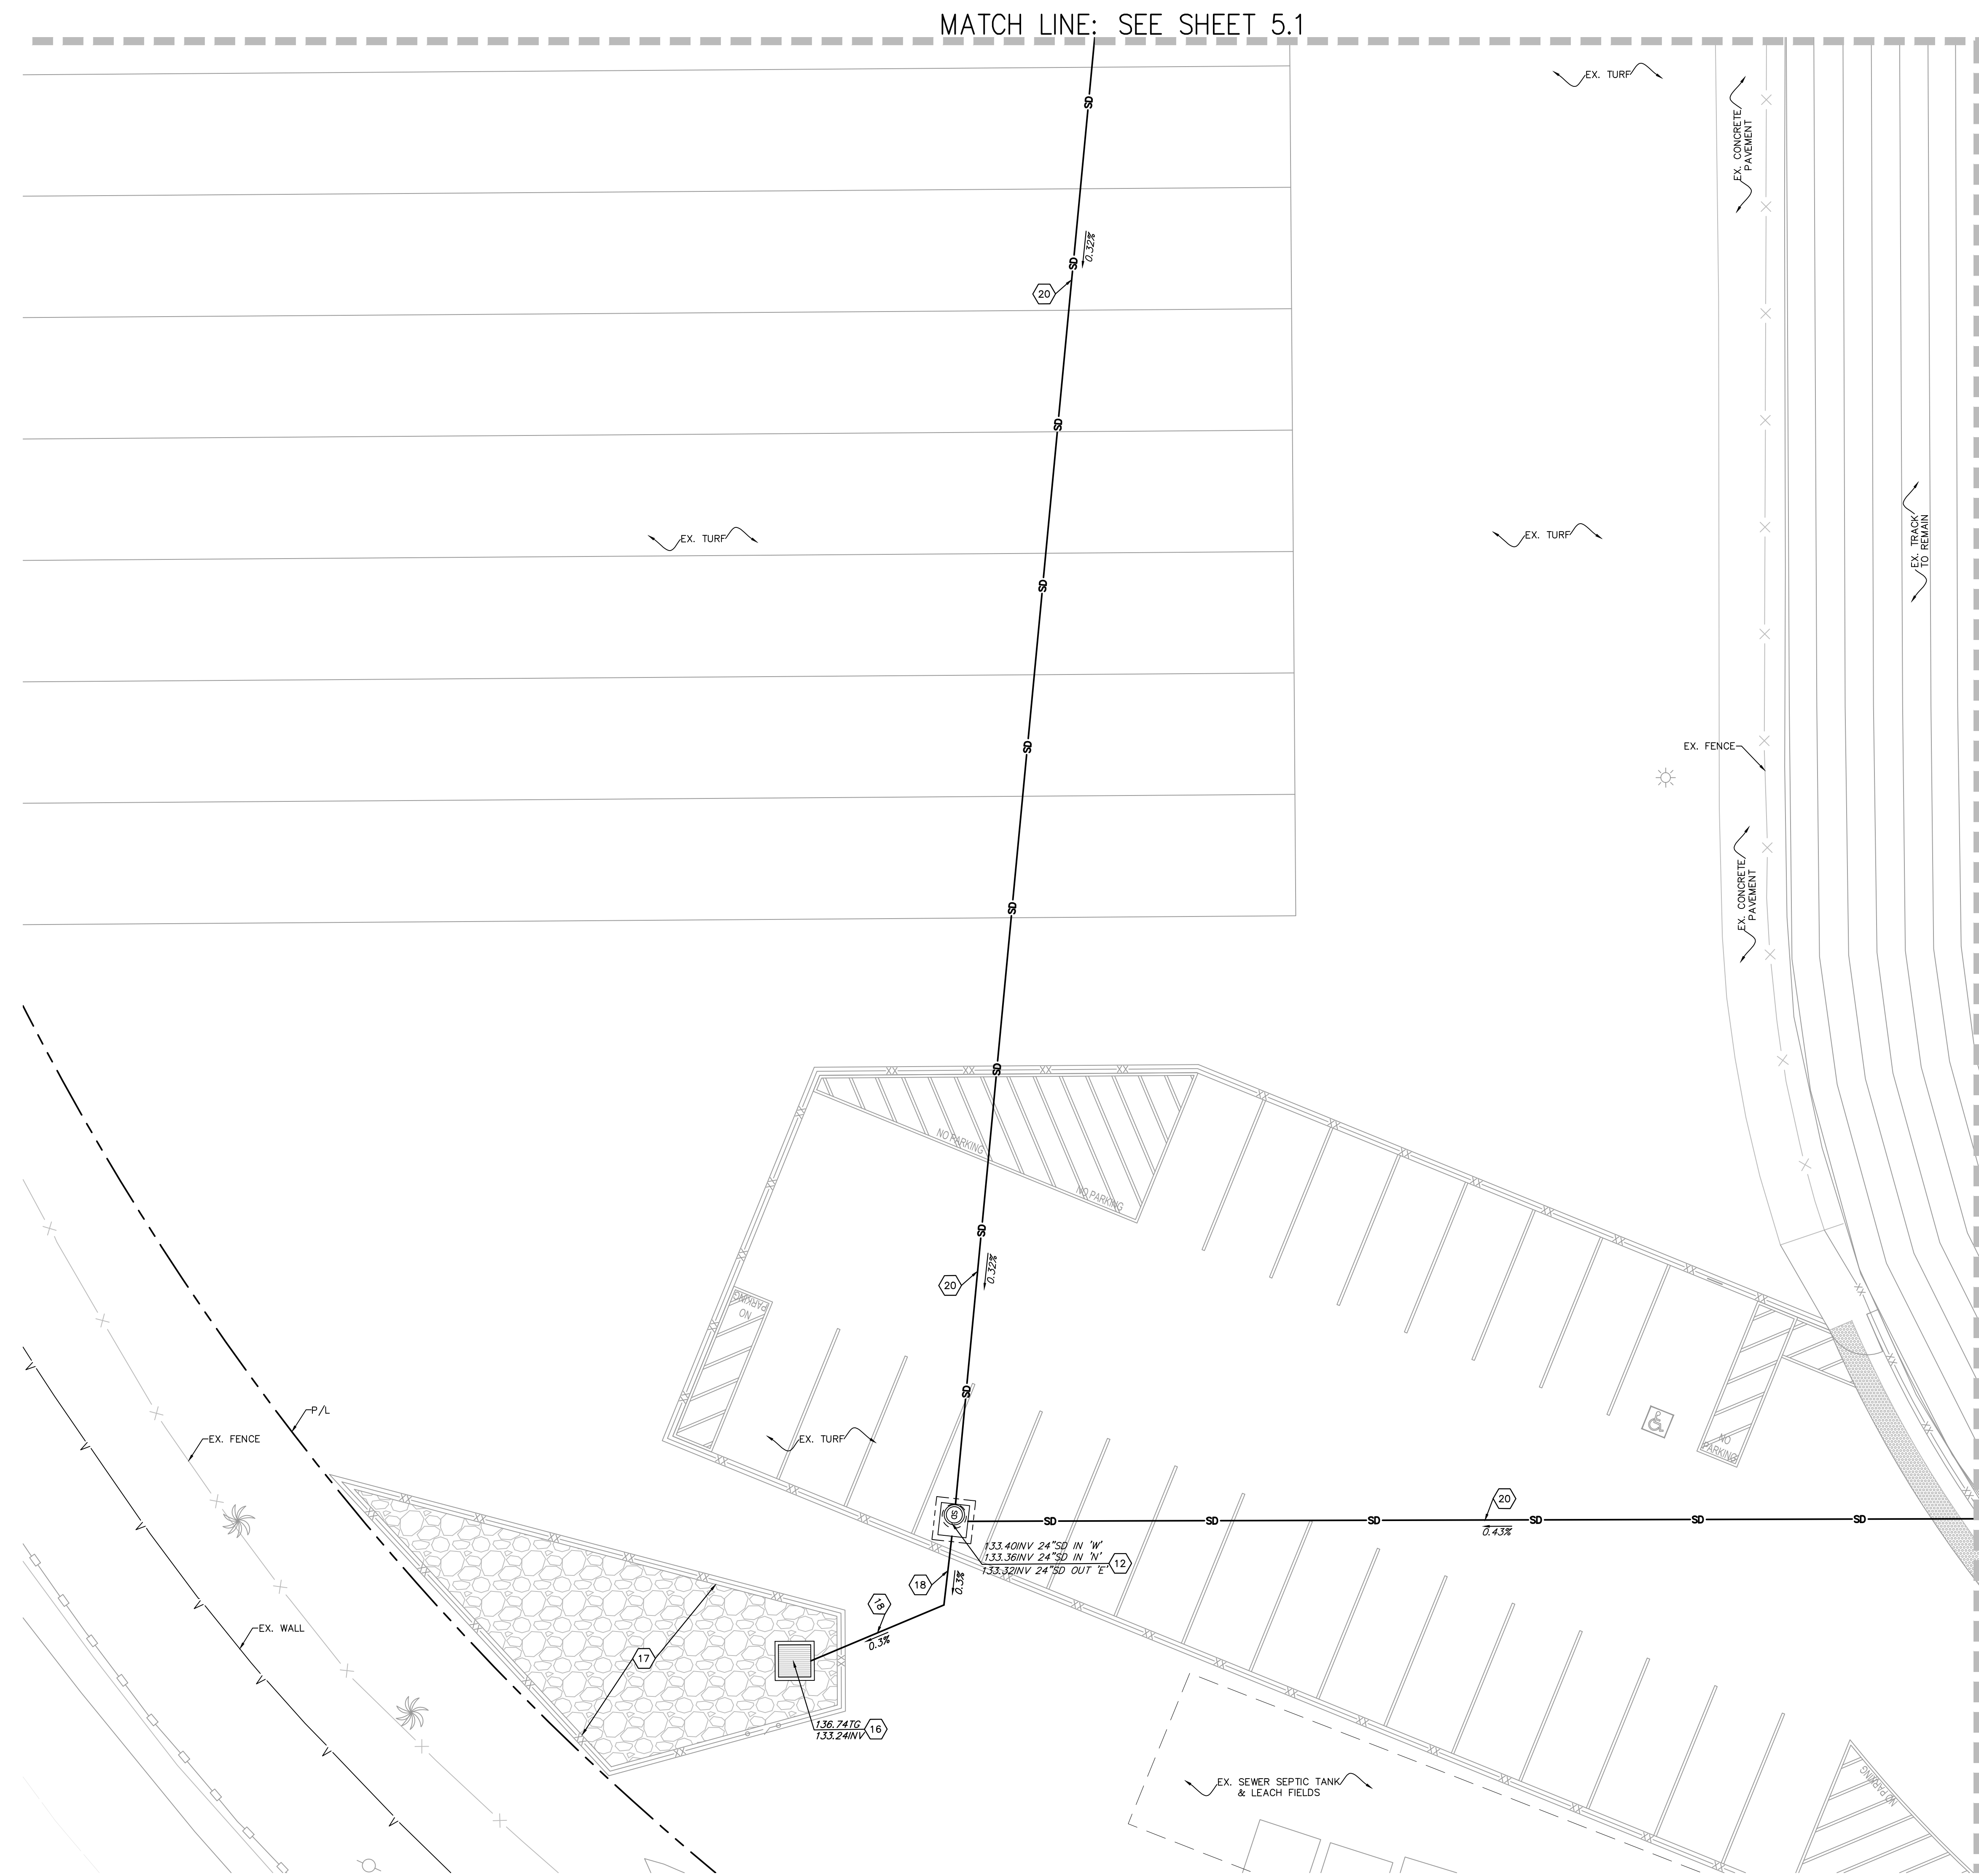 MATCH LINE: SEE SHEET 5.1
SD
EX. TURF
EX. CONCRETE
PAVEMENT
SD
0.32%
20
SD
EX. TURF
EX. TURF
EX. TRACK
TO REMAIN
SD
SD
EX. FENCE
EX. CONCRETE
PAVEMENT
SD
SD
NO PARKING
NO PARKING
SD
0.32%
20
NO
PARKING
SD
P/L
EX. FENCE
EX. TURF
NO
PARKING
SD
20
SD
SD
SD
SD
SD
SD
0.43%
133.40INV 24"SD IN 'W'
133.36INV 24"SD IN 'N'
133.32INV 24"SD OUT 'E'
12
18
0.3%
18
0.3%
EX. WALL
17
136.74TG
133.24INV
16
EX. SEWER SEPTIC TANK
& LEACH FIELDS
NO PARKING